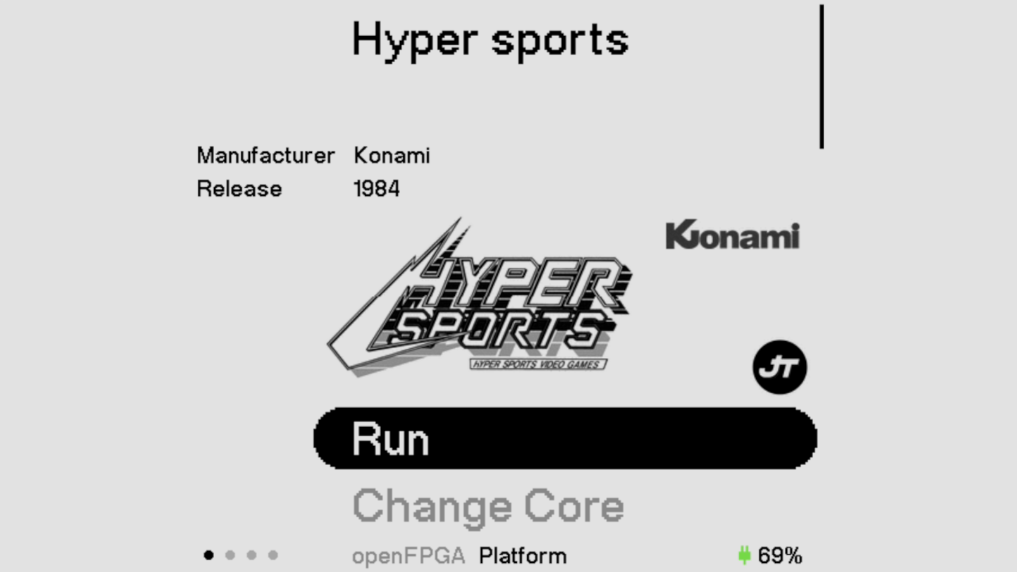 Hyper sports
Manufacturer Konami
Release 1984
Konami
HYPER
SPORTS
HYPER SPORTS VIDEO GAMES
JT
Run
Change Core
openFPGA Platform 69%